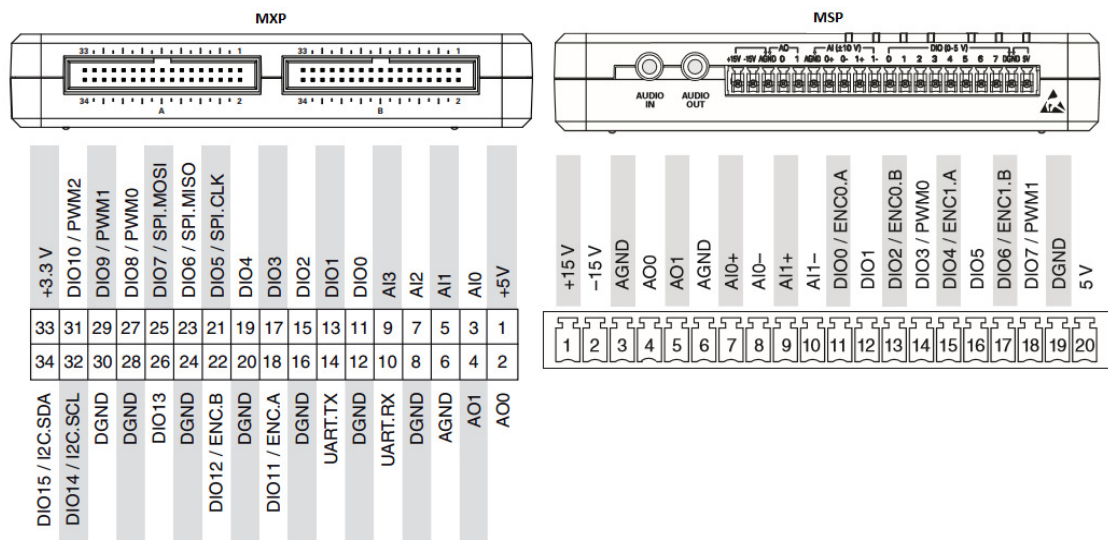 MXP
MSP
33 1 33 1
34 2 34 2
A B
AO AI (±10 V) DIO (0-5 V)
+15V -15V AGND 0 1 AGND 0+ 0- 1+ 1- 0 1 2 3 4 5 6 7 DGND 5V
AUDIO IN
AUDIO OUT
+3.3 V
DIO10 / PWM2
DIO9 / PWM1
DIO8 / PWM0
DIO7 / SPI.MOSI
DIO6 / SPI.MISO
DIO5 / SPI.CLK
DIO4
DIO3
DIO2
DIO1
DIO0
AI3
AI2
AI1
AI0
+5V
33 31 29 27 25 23 21 19 17 15 13 11 9 7 5 3 1
34 32 30 28 26 24 22 20 18 16 14 12 10 8 6 4 2
DIO15 / I2C.SDA
DIO14 / I2C.SCL
DGND
DGND
DIO13
DGND
DIO12 / ENC.B
DGND
DIO11 / ENC.A
DGND
UART.TX
DGND
UART.RX
DGND
AGND
AO1
AO0
+15 V
−15 V
AGND
AO0
AO1
AGND
AI0+
AI0−
AI1+
AI1−
DIO0 / ENC0.A
DIO1
DIO2 / ENC0.B
DIO3 / PWM0
DIO4 / ENC1.A
DIO5
DIO6 / ENC1.B
DIO7 / PWM1
DGND
5 V
1 2 3 4 5 6 7 8 9 10 11 12 13 14 15 16 17 18 19 20